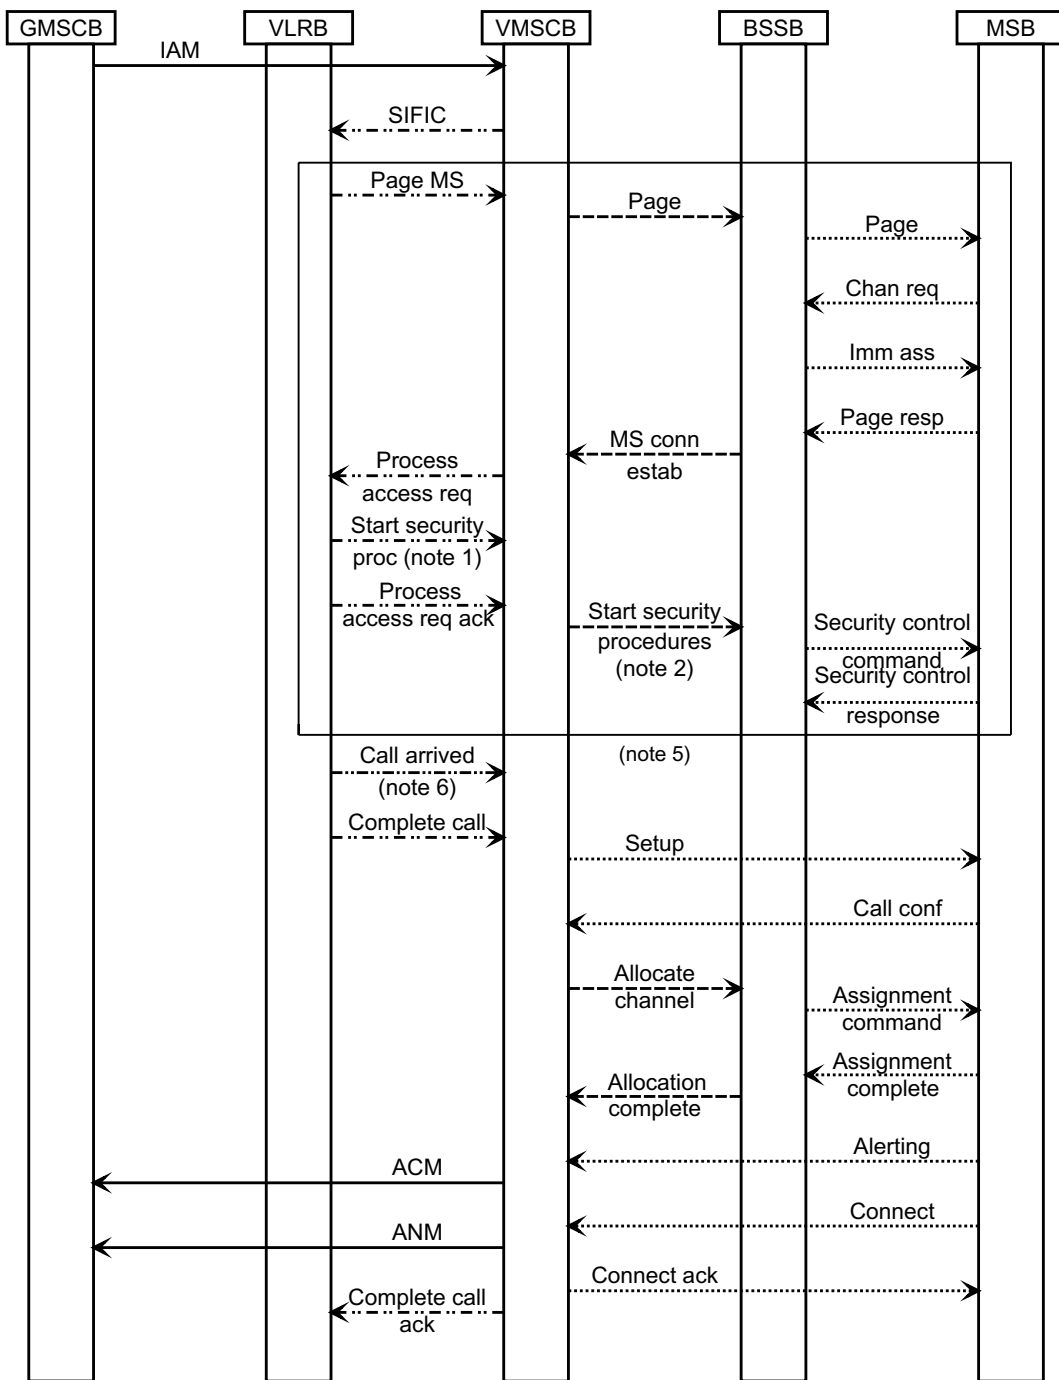 GMSCB
VLRB
VMSCB
BSSB
MSB
IAM
SIFIC
Page MS
Page
Page
Chan req
Imm ass
Page resp
MS conn
estab
Process
access req
Start security
proc (note 1)
Process
access req ack
Start security
procedures
(note 2)
Security control
command
Security control
response
(note 5)
Call arrived
(note 6)
Complete call
Setup
Call conf
Allocate
channel
Assignment
command
Assignment
complete
Allocation
complete
Alerting
ACM
Connect
ANM
Connect ack
Complete call
ack